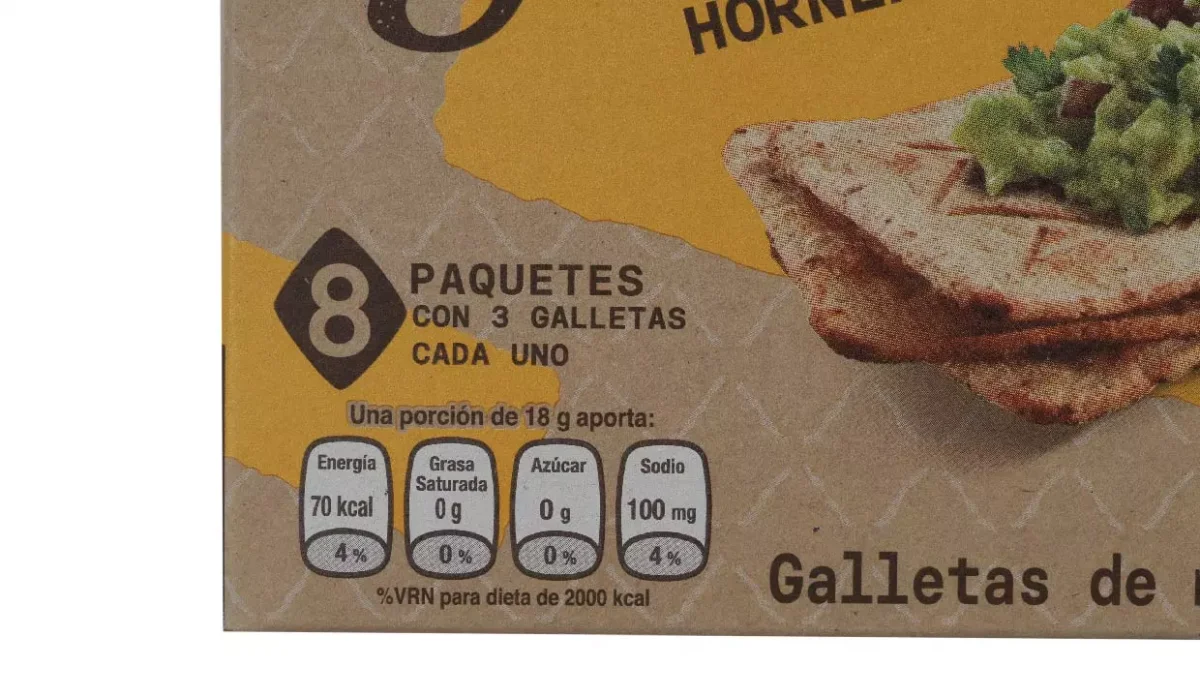 8 PAQUETES
CON 3 GALLETAS
CADA UNO
Una porción de 18 g aporta:
Energía
70 kcal
4%
Grasa
Saturada
0 g
0%
Azúcar
0 g
0%
Sodio
100 mg
4%
%VRN para dieta de 2000 kcal
Galletas de